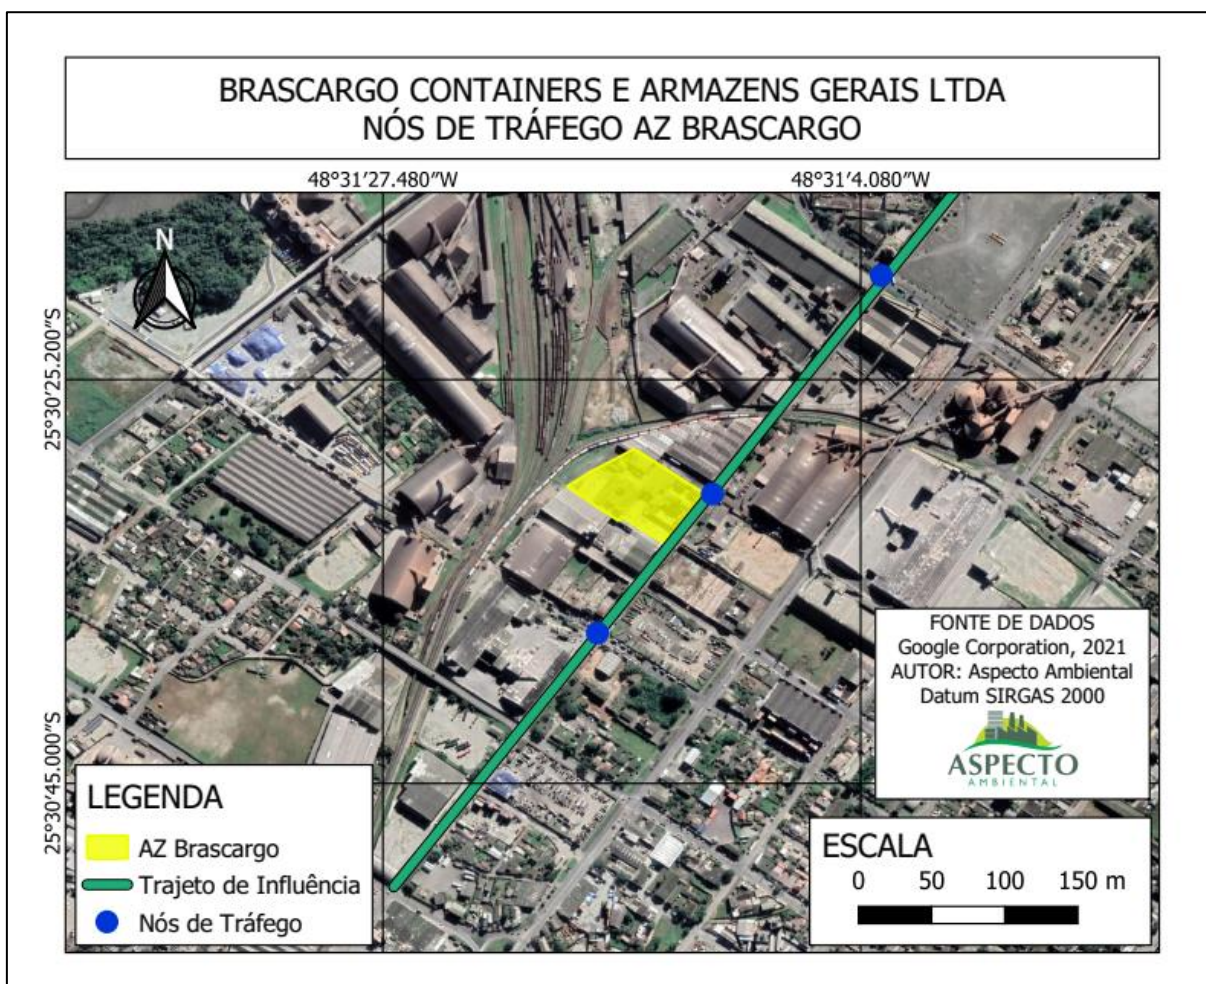 BRASCARGO CONTAINERS E ARMAZENS GERAIS LTDA
NÓS DE TRÁFEGO AZ BRASCARGO
48°31'27.480"W
48°31'4.080"W
N
25°30'25.200"S
25°30'45.000"S
FONTE DE DADOS
Google Corporation, 2021
AUTOR: Aspecto Ambiental
Datum SIRGAS 2000
ASPECTO
AMBIENTAL
LEGENDA
AZ Brascargo
Trajeto de Influência
Nós de Tráfego
ESCALA
0 50 100 150 m